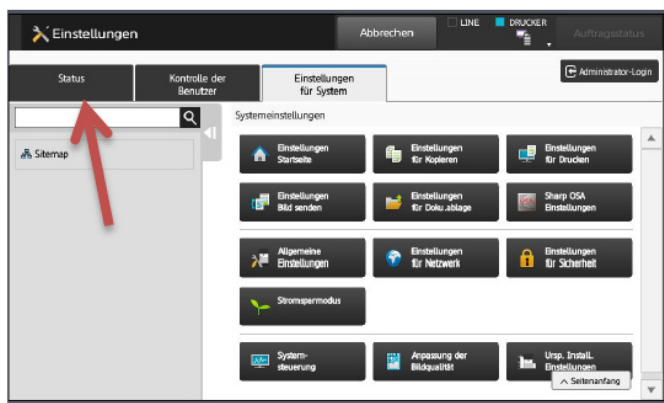 Einstellungen
Abbrechen
LINE
DRUCKER
Auftragsstatus
Status
Kontrolle der
Benutzer
Einstellungen
für System
Administrator-Login
Systemeinstellungen
Sitemap
Einstellungen
Startseite
Einstellungen
für Kopieren
Einstellungen
für Drucken
Einstellungen
Bild senden
Einstellungen
für Doku.ablage
Sharp OSA
Einstellungen
Allgemeine
Einstellungen
Einstellungen
für Netzwerk
Einstellungen
für Sicherheit
Stromsparmodus
System-
steuerung
Anpassung der
Bildqualität
Ursp. Install.
Einstellungen
Seitenanfang